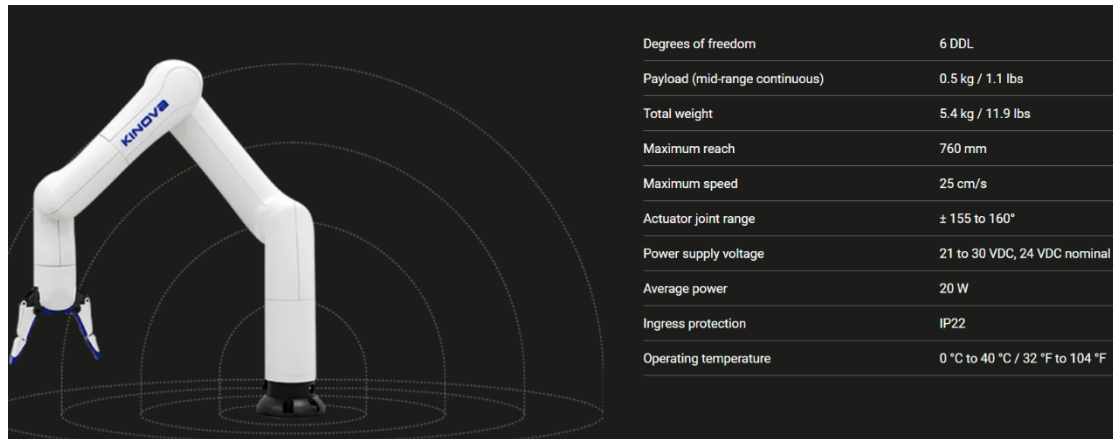 KINOVA
Degrees of freedom 6 DDL
Payload (mid-range continuous) 0.5 kg / 1.1 lbs
Total weight 5.4 kg / 11.9 lbs
Maximum reach 760 mm
Maximum speed 25 cm/s
Actuator joint range ± 155 to 160°
Power supply voltage 21 to 30 VDC, 24 VDC nominal
Average power 20 W
Ingress protection IP22
Operating temperature 0 °C to 40 °C / 32 °F to 104 °F